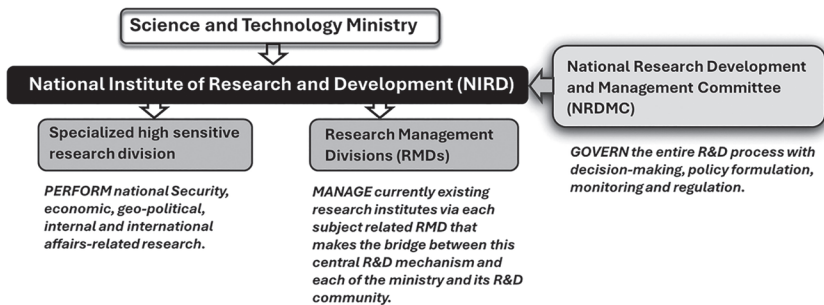 Science and Technology Ministry
National Institute of Research and Development (NIRD)
National Research Development
and Management Committee
(NRDMC)
Specialized high sensitive
research division
Research Management
Divisions (RMDs)
GOVERN the entire R&D process with
decision-making, policy formulation,
monitoring and regulation.
PERFORM national Security,
economic, geo-political,
internal and international
affairs-related research.
MANAGE currently existing
research institutes via each
subject related RMD that
makes the bridge between this
central R&D mechanism and
each of the ministry and its R&D
community.